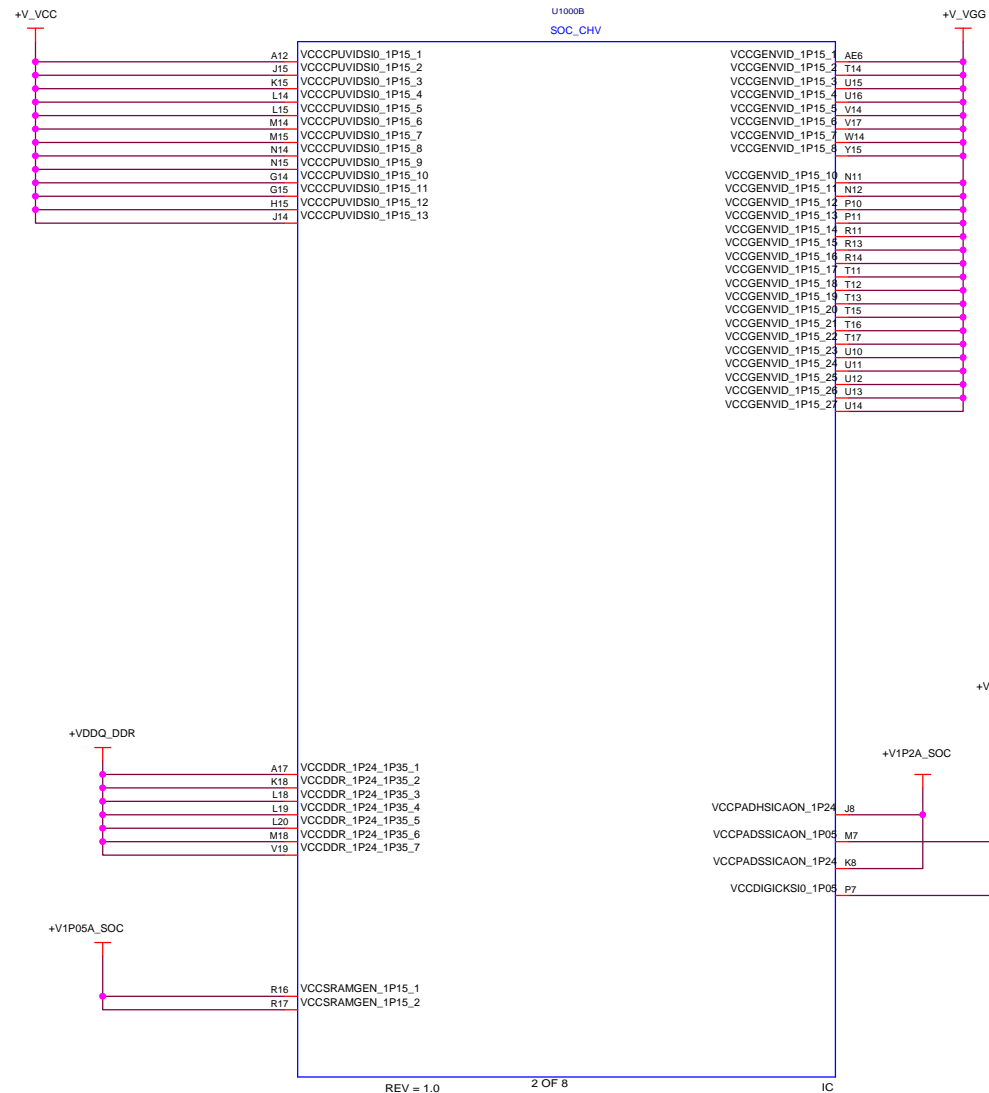 U1000B
+V_VCC
SOC_CHV
+V_VGG
A12 VCCCPUVIDSI0_1P15_1
J15 VCCCPUVIDSI0_1P15_2
K15 VCCCPUVIDSI0_1P15_3
L14 VCCCPUVIDSI0_1P15_4
L15 VCCCPUVIDSI0_1P15_5
M14 VCCCPUVIDSI0_1P15_6
M15 VCCCPUVIDSI0_1P15_7
N14 VCCCPUVIDSI0_1P15_8
N15 VCCCPUVIDSI0_1P15_9
G14 VCCCPUVIDSI0_1P15_10
G15 VCCCPUVIDSI0_1P15_11
H15 VCCCPUVIDSI0_1P15_12
J14 VCCCPUVIDSI0_1P15_13
VCCGENVID_1P15_1 AE6
VCCGENVID_1P15_2 T14
VCCGENVID_1P15_3 U15
VCCGENVID_1P15_4 U16
VCCGENVID_1P15_5 V14
VCCGENVID_1P15_6 V17
VCCGENVID_1P15_7 W14
VCCGENVID_1P15_8 Y15
VCCGENVID_1P15_10 N11
VCCGENVID_1P15_11 N12
VCCGENVID_1P15_12 P10
VCCGENVID_1P15_13 P11
VCCGENVID_1P15_14 R11
VCCGENVID_1P15_15 R13
VCCGENVID_1P15_16 R14
VCCGENVID_1P15_17 T11
VCCGENVID_1P15_18 T12
VCCGENVID_1P15_19 T13
VCCGENVID_1P15_20 T15
VCCGENVID_1P15_21 T16
VCCGENVID_1P15_22 T17
VCCGENVID_1P15_23 U10
VCCGENVID_1P15_24 U11
VCCGENVID_1P15_25 U12
VCCGENVID_1P15_26 U13
VCCGENVID_1P15_27 U14
+V
+VDDQ_DDR
A17 VCCDDR_1P24_1P35_1
K18 VCCDDR_1P24_1P35_2
L18 VCCDDR_1P24_1P35_3
L19 VCCDDR_1P24_1P35_4
L20 VCCDDR_1P24_1P35_5
M18 VCCDDR_1P24_1P35_6
V19 VCCDDR_1P24_1P35_7
+V1P2A_SOC
VCCPADHSICAON_1P24 J8
VCCPADSSICAON_1P05 M7
VCCPADSSICAON_1P24 K8
VCCDIGICKSI0_1P05 P7
+V1P05A_SOC
R16 VCCSRAMGEN_1P15_1
R17 VCCSRAMGEN_1P15_2
REV = 1.0
2 OF 8
IC